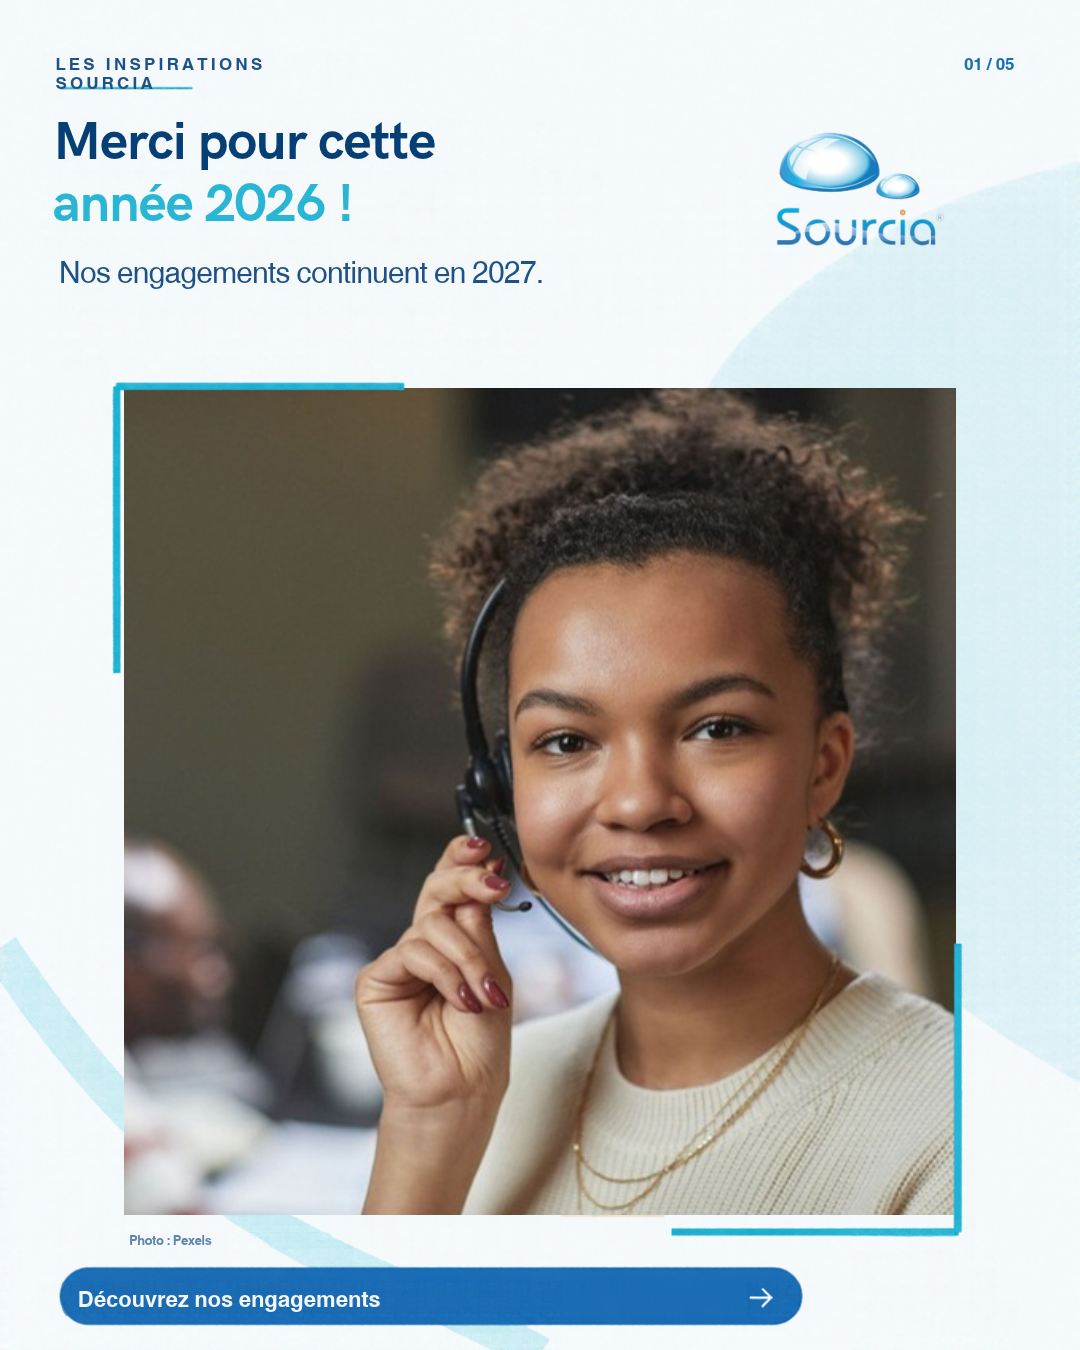 LES INSPIRATIONS
SOURCIA
01 / 05
Merci pour cette
année 2026 !
Sourcia®
Nos engagements continuent en 2027.
Photo : Pexels
Découvrez nos engagements